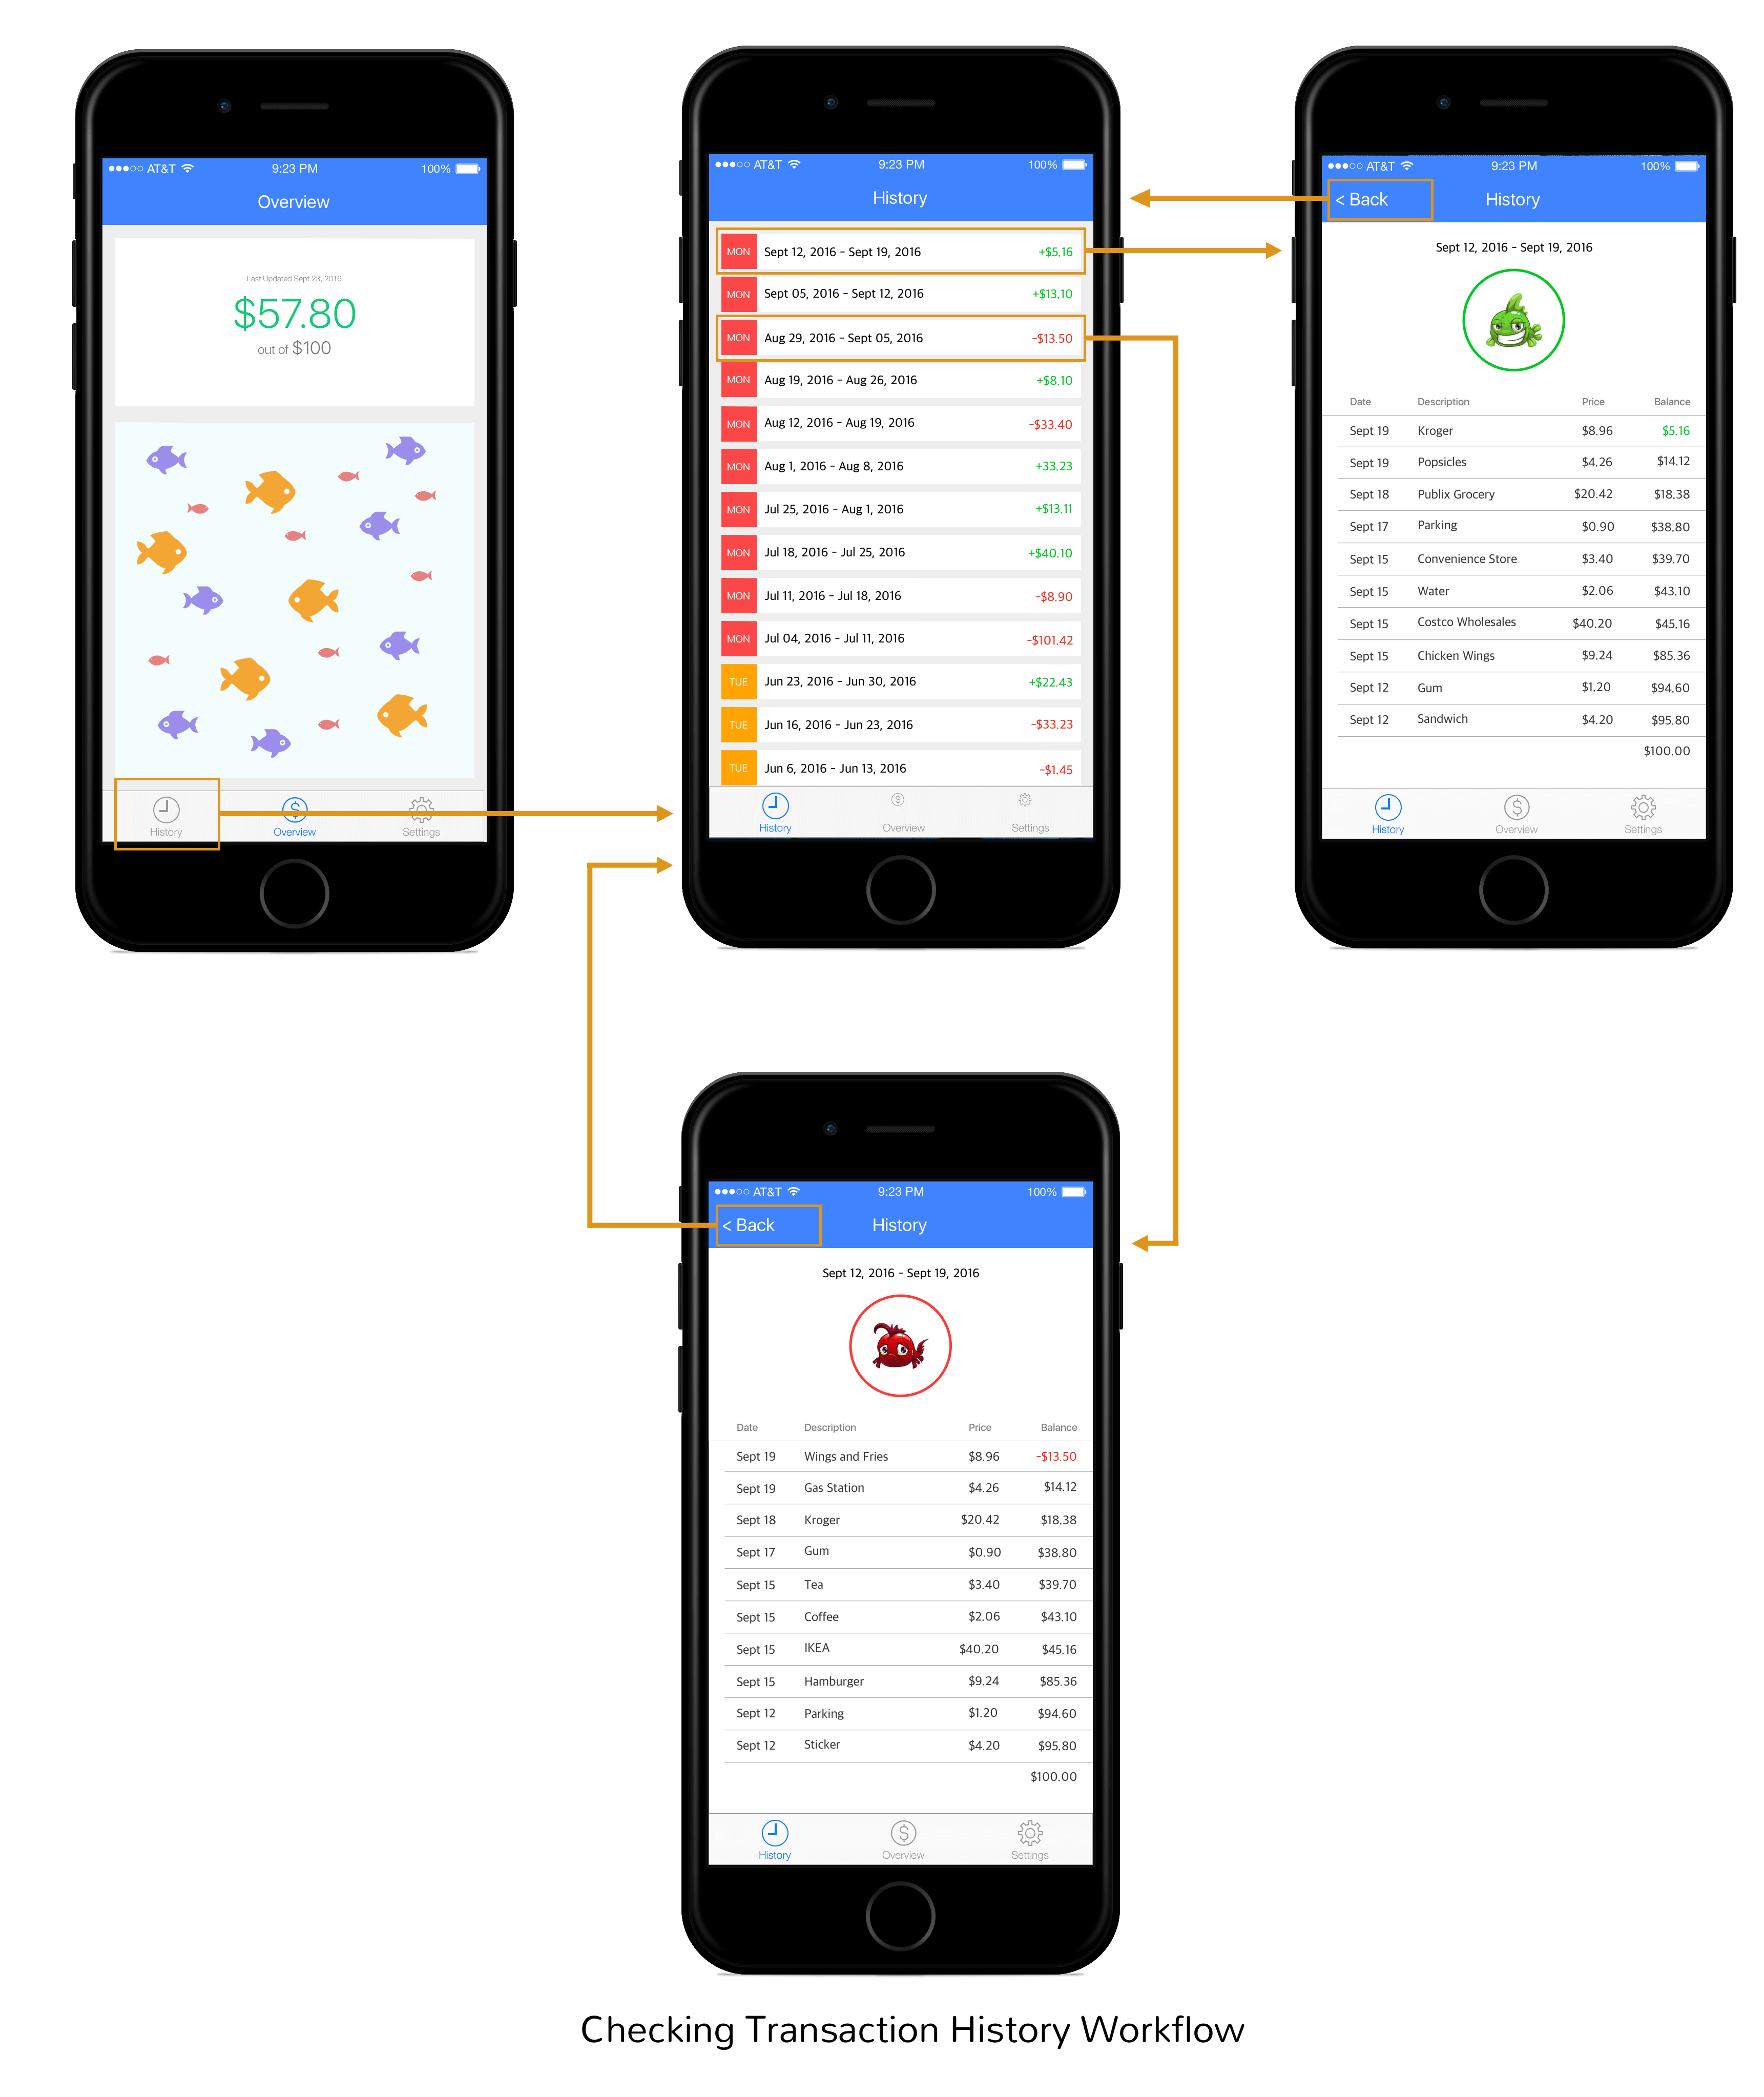 AT&T 9:23 PM 100%
Overview
Last Updated Sept 23, 2016
$57.80
out of $100
History Overview Settings
AT&T 9:23 PM 100%
History
MON Sept 12, 2016 - Sept 19, 2016 +$5.16
MON Sept 05, 2016 - Sept 12, 2016 +$13.10
MON Aug 29, 2016 - Sept 05, 2016 -$13.50
MON Aug 19, 2016 - Aug 26, 2016 +$8.10
MON Aug 12, 2016 - Aug 19, 2016 -$33.40
MON Aug 1, 2016 - Aug 8, 2016 +33.23
MON Jul 25, 2016 - Aug 1, 2016 +$13.11
MON Jul 18, 2016 - Jul 25, 2016 +$40.10
MON Jul 11, 2016 - Jul 18, 2016 -$8.90
MON Jul 04, 2016 - Jul 11, 2016 -$101.42
TUE Jun 23, 2016 - Jun 30, 2016 +$22.43
TUE Jun 16, 2016 - Jun 23, 2016 -$33.23
TUE Jun 6, 2016 - Jun 13, 2016 -$1.45
History Overview Settings
AT&T 9:23 PM 100%
< Back History
Sept 12, 2016 - Sept 19, 2016
Date Description Price Balance
Sept 19 Kroger $8.96 $5.16
Sept 19 Popsicles $4.26 $14.12
Sept 18 Publix Grocery $20.42 $18.38
Sept 17 Parking $0.90 $38.80
Sept 15 Convenience Store $3.40 $39.70
Sept 15 Water $2.06 $43.10
Sept 15 Costco Wholesales $40.20 $45.16
Sept 15 Chicken Wings $9.24 $85.36
Sept 12 Gum $1.20 $94.60
Sept 12 Sandwich $4.20 $95.80
$100.00
History Overview Settings
AT&T 9:23 PM 100%
< Back History
Sept 12, 2016 - Sept 19, 2016
Date Description Price Balance
Sept 19 Wings and Fries $8.96 -$13.50
Sept 19 Gas Station $4.26 $14.12
Sept 18 Kroger $20.42 $18.38
Sept 17 Gum $0.90 $38.80
Sept 15 Tea $3.40 $39.70
Sept 15 Coffee $2.06 $43.10
Sept 15 IKEA $40.20 $45.16
Sept 15 Hamburger $9.24 $85.36
Sept 12 Parking $1.20 $94.60
Sept 12 Sticker $4.20 $95.80
$100.00
History Overview Settings
Checking Transaction History Workflow